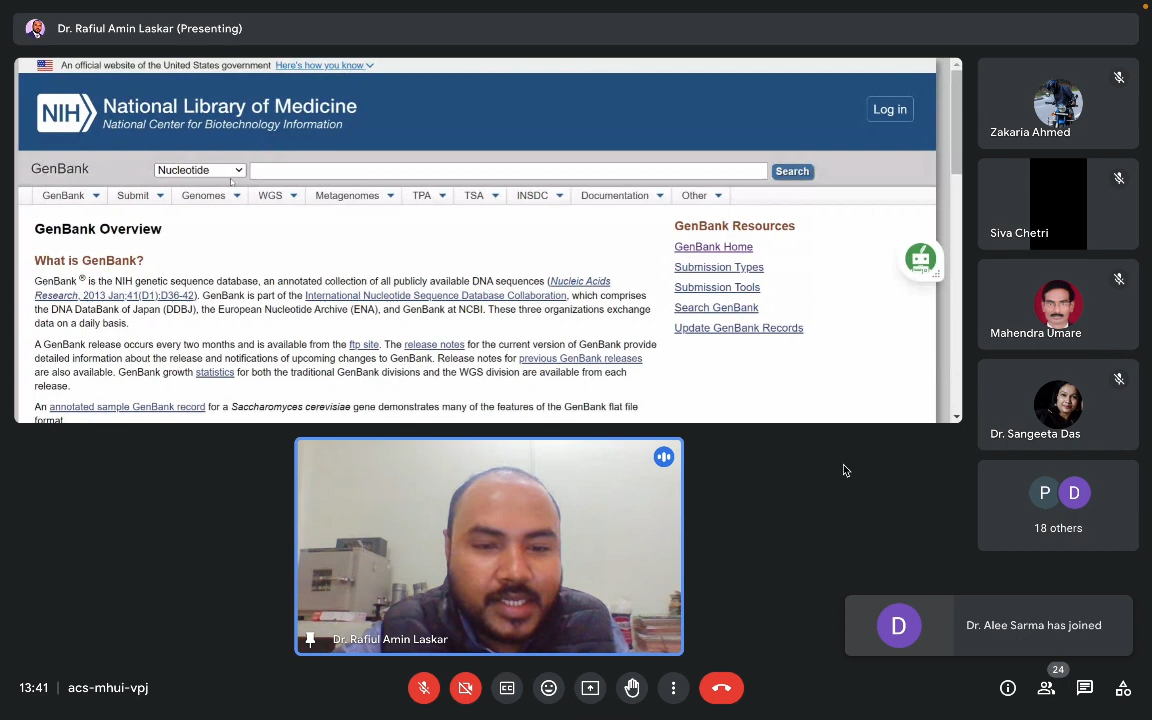 Dr. Rafiul Amin Laskar (Presenting)
An official website of the United States government Here's how you know
NIH National Library of Medicine
National Center for Biotechnology Information
Log in
GenBank Nucleotide Search
GenBank Submit Genomes WGS Metagenomes TPA TSA INSDC Documentation Other
GenBank Overview
What is GenBank?
GenBank ® is the NIH genetic sequence database, an annotated collection of all publicly available DNA sequences (Nucleic Acids
Research, 2013 Jan;41(D1):D36-42). GenBank is part of the International Nucleotide Sequence Database Collaboration, which comprises
the DNA DataBank of Japan (DDBJ), the European Nucleotide Archive (ENA), and GenBank at NCBI. These three organizations exchange
data on a daily basis.
A GenBank release occurs every two months and is available from the ftp site. The release notes for the current version of GenBank provide
detailed information about the release and notifications of upcoming changes to GenBank. Release notes for previous GenBank releases
are also available. GenBank growth statistics for both the traditional GenBank divisions and the WGS division are available from each
release.
An annotated sample GenBank record for a Saccharomyces cerevisiae gene demonstrates many of the features of the GenBank flat file
format.
GenBank Resources
GenBank Home
Submission Types
Submission Tools
Search GenBank
Update GenBank Records
Zakaria Ahmed
Siva Chetri
Mahendra Umare
Dr. Sangeeta Das
P D
18 others
Dr. Rafiul Amin Laskar
D Dr. Alee Sarma has joined
13:41 | acs-mhui-vpj
24